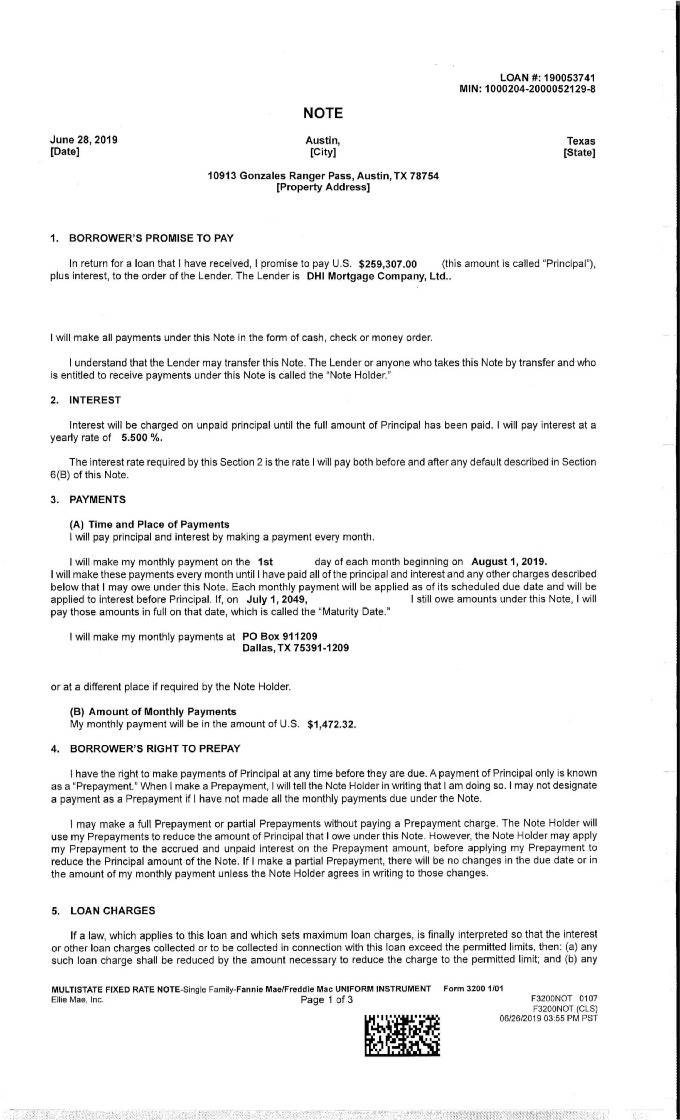 LOAN #: 190053741
MIN: 1000204-2000052129-8
NOTE
June 28, 2019 Austin, Texas
[Date] [City] [State]
10913 Gonzales Ranger Pass, Austin, TX 78754
[Property Address]
1. BORROWER'S PROMISE TO PAY
In return for a loan that I have received, I promise to pay U.S. $259,307.00 (this amount is called "Principal"),
plus interest, to the order of the Lender. The Lender is DHI Mortgage Company, Ltd..
I will make all payments under this Note in the form of cash, check or money order.
I understand that the Lender may transfer this Note. The Lender or anyone who takes this Note by transfer and who
is entitled to receive payments under this Note is called the "Note Holder."
2. INTEREST
Interest will be charged on unpaid principal until the full amount of Principal has been paid. I will pay interest at a
yearly rate of 5.500 %.
The interest rate required by this Section 2 is the rate I will pay both before and after any default described in Section
6(B) of this Note.
3. PAYMENTS
(A) Time and Place of Payments
I will pay principal and interest by making a payment every month.
I will make my monthly payment on the 1st day of each month beginning on August 1, 2019.
I will make these payments every month until I have paid all of the principal and interest and any other charges described
below that I may owe under this Note. Each monthly payment will be applied as of its scheduled due date and will be
applied to interest before Principal. If, on July 1, 2049, I still owe amounts under this Note, I will
pay those amounts in full on that date, which is called the "Maturity Date."
I will make my monthly payments at PO Box 911209
Dallas, TX 75391-1209
or at a different place if required by the Note Holder.
(B) Amount of Monthly Payments
My monthly payment will be in the amount of U.S. $1,472.32.
4. BORROWER'S RIGHT TO PREPAY
I have the right to make payments of Principal at any time before they are due. A payment of Principal only is known
as a "Prepayment." When I make a Prepayment, I will tell the Note Holder in writing that I am doing so. I may not designate
a payment as a Prepayment if I have not made all the monthly payments due under the Note.
I may make a full Prepayment or partial Prepayments without paying a Prepayment charge. The Note Holder will
use my Prepayments to reduce the amount of Principal that I owe under this Note. However, the Note Holder may apply
my Prepayment to the accrued and unpaid interest on the Prepayment amount, before applying my Prepayment to
reduce the Principal amount of the Note. If I make a partial Prepayment, there will be no changes in the due date or in
the amount of my monthly payment unless the Note Holder agrees in writing to those changes.
5. LOAN CHARGES
If a law, which applies to this loan and which sets maximum loan charges, is finally interpreted so that the interest
or other loan charges collected or to be collected in connection with this loan exceed the permitted limits, then: (a) any
such loan charge shall be reduced by the amount necessary to reduce the charge to the permitted limit; and (b) any
MULTISTATE FIXED RATE NOTE-Single Family-Fannie Mae/Freddie Mac UNIFORM INSTRUMENT Form 3200 1/01
Ellie Mae, Inc. Page 1 of 3 F3200NOT 0107
F3200NOT (CLS)
06/26/2019 03:55 PM PST